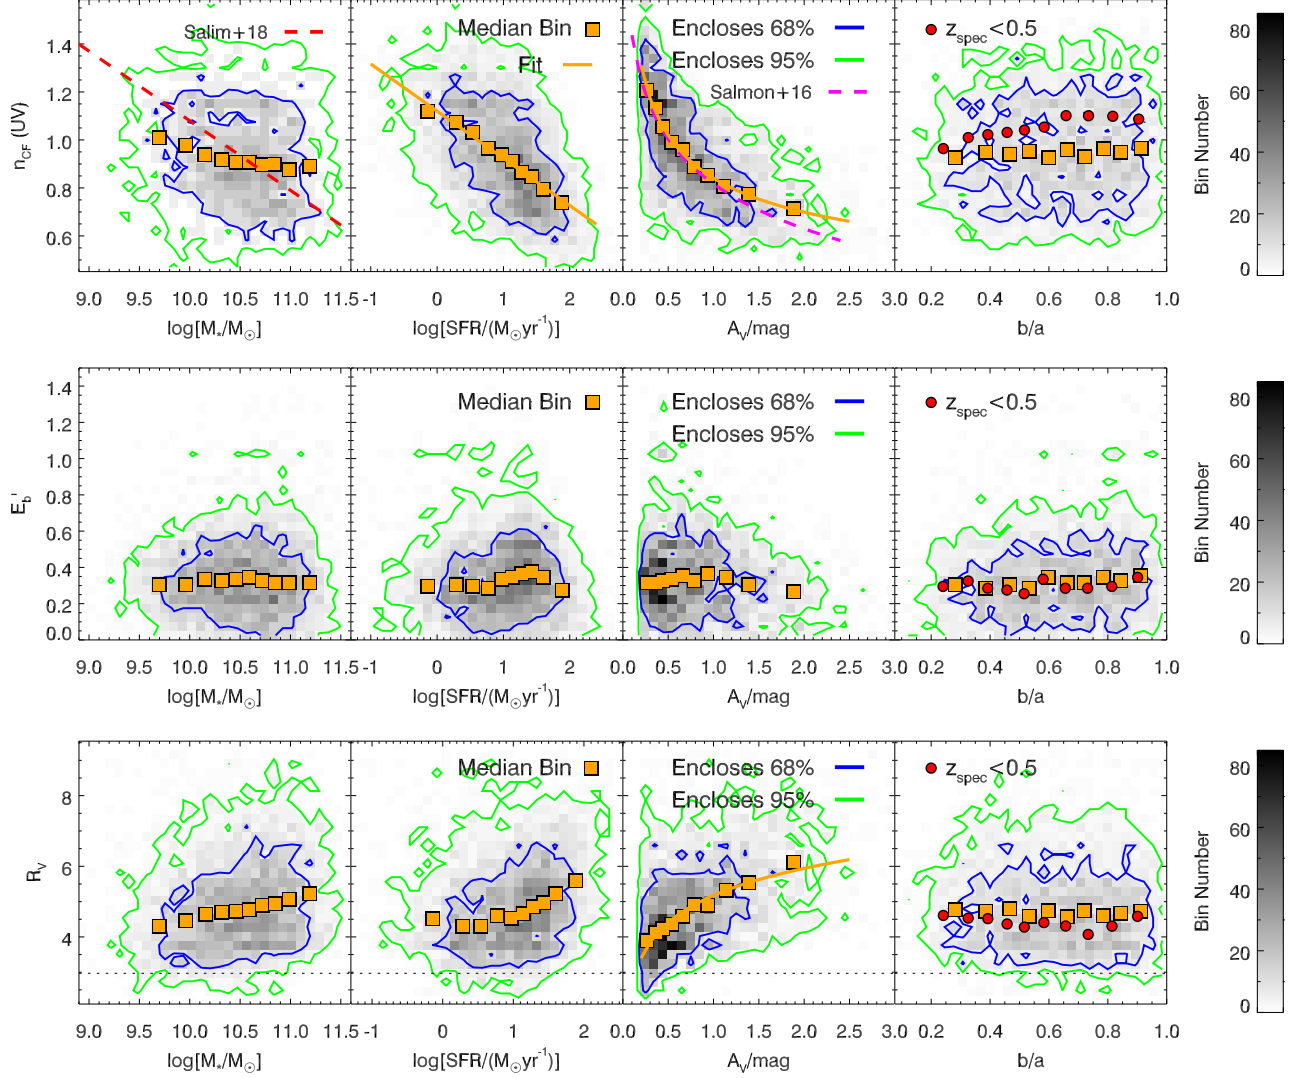 Salim+18
Median Bin
Fit
Encloses 68%
Encloses 95%
Salmon+16
z_spec<0.5
n_CF (UV)
1.4
1.2
1.0
0.8
0.6
80
60
40
20
0
Bin Number
9.0 9.5 10.0 10.5 11.0 11.5
-1 0 1 2
0.0 0.5 1.0 1.5 2.0 2.5
0.2 0.4 0.6 0.8 1.0
log[M_*/M_☉]
log[SFR/(M_☉yr^-1)]
A_V/mag
b/a
Median Bin
Encloses 68%
Encloses 95%
z_spec<0.5
E_b'
1.4
1.2
1.0
0.8
0.6
0.4
0.2
0.0
80
60
40
20
0
Bin Number
9.0 9.5 10.0 10.5 11.0 11.5
-1 0 1 2
0.0 0.5 1.0 1.5 2.0 2.5
0.2 0.4 0.6 0.8 1.0
log[M_*/M_☉]
log[SFR/(M_☉yr^-1)]
A_V/mag
b/a
Median Bin
Encloses 68%
Encloses 95%
z_spec<0.5
R_V
8
6
4
80
60
40
20
0
Bin Number
9.0 9.5 10.0 10.5 11.0 11.5
-1 0 1 2
0.0 0.5 1.0 1.5 2.0 2.5
0.2 0.4 0.6 0.8 1.0
log[M_*/M_☉]
log[SFR/(M_☉yr^-1)]
A_V/mag
b/a